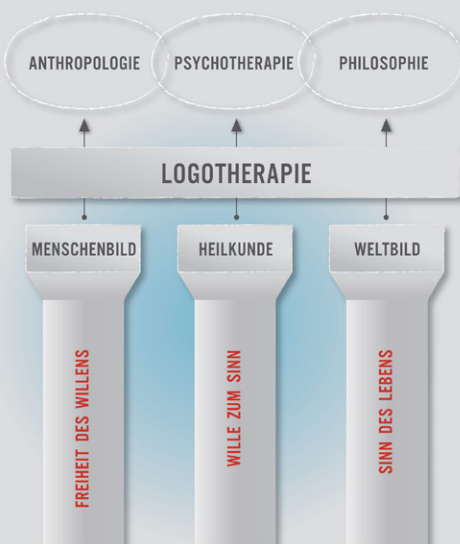 ANTHROPOLOGIE
PSYCHOTHERAPIE
PHILOSOPHIE
LOGOTHERAPIE
MENSCHENBILD
HEILKUNDE
WELTBILD
FREIHEIT DES WILLENS
WILLE ZUM SINN
SINN DES LEBENS